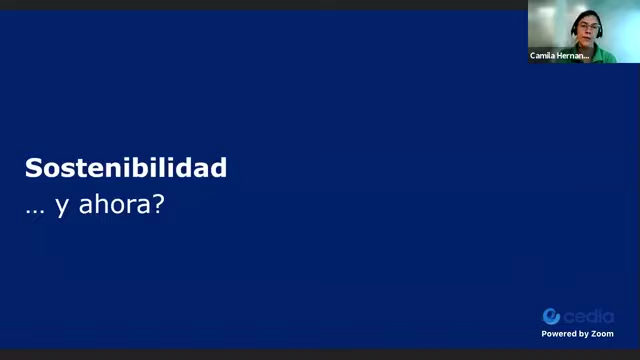 Camila Hernan...
Sostenibilidad
... y ahora?
cedia
Powered by Zoom